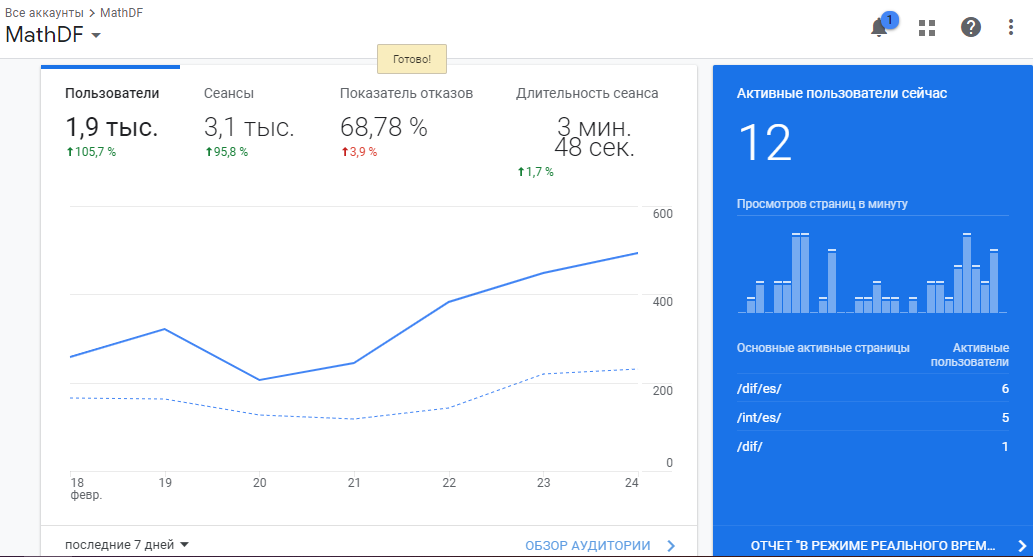 Все аккаунты > MathDF
MathDF
1
Готово!
Пользователи
1,9 тыс.
105,7 %
Сеансы
3,1 тыс.
95,8 %
Показатель отказов
68,78 %
3,9 %
Длительность сеанса
3 мин.
48 сек.
1,7 %
600
400
200
0
18
февр.
19
20
21
22
23
24
последние 7 дней
ОБЗОР АУДИТОРИИ
Активные пользователи сейчас
12
Просмотров страниц в минуту
Основные активные страницы
Активные
пользователи
/dif/es/ 6
/int/es/ 5
/dif/ 1
ОТЧЕТ "В РЕЖИМЕ РЕАЛЬНОГО ВРЕМ...